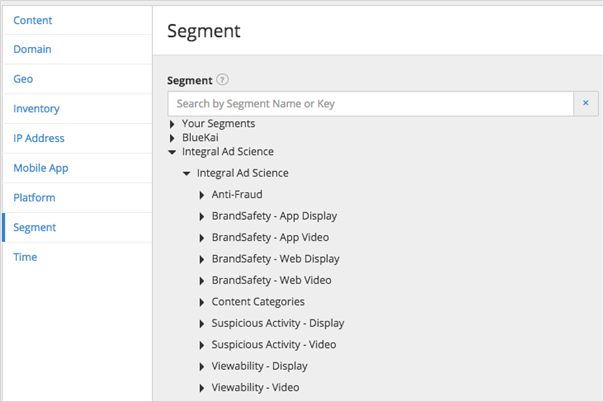 Content
Domain
Geo
Inventory
IP Address
Mobile App
Platform
Segment
Time
Segment
Segment ?
Search by Segment Name or Key ×
Your Segments
BlueKai
Integral Ad Science
Integral Ad Science
Anti-Fraud
BrandSafety - App Display
BrandSafety - App Video
BrandSafety - Web Display
BrandSafety - Web Video
Content Categories
Suspicious Activity - Display
Suspicious Activity - Video
Viewability - Display
Viewability - Video